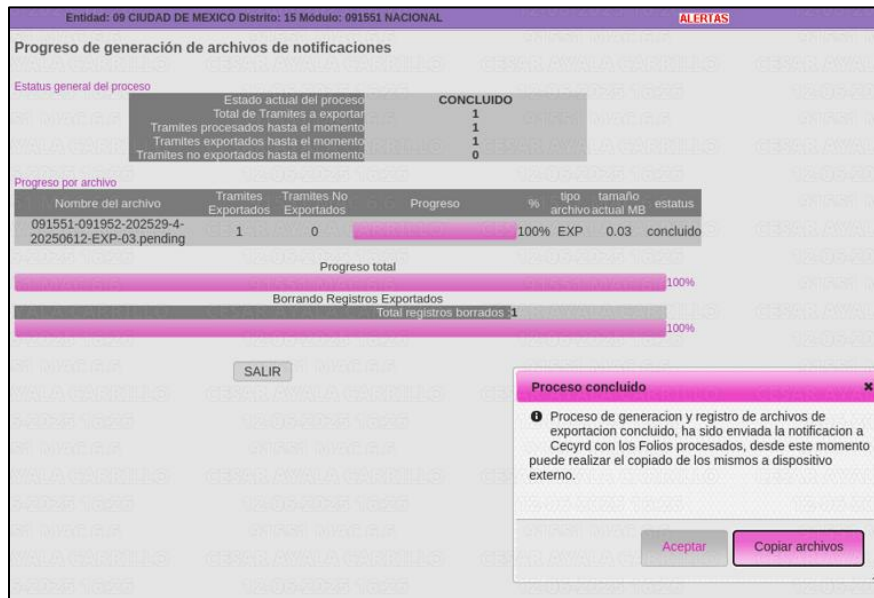 Entidad: 09 CIUDAD DE MEXICO Distrito: 15 Módulo: 091551 NACIONAL
ALERTAS
Progreso de generación de archivos de notificaciones
Estatus general del proceso
Estado actual del proceso CONCLUIDO
Total de Tramites a exportar 1
Tramites procesados hasta el momento 1
Tramites exportados hasta el momento 1
Tramites no exportados hasta el momento 0
Progreso por archivo
Nombre del archivo Tramites Exportados Tramites No Exportados Progreso % tipo archivo tamaño actual MB estatus
091551-091952-202529-4-
20250612-EXP-03.pending 1 0 100% EXP 0.03 concluido
Progreso total
100%
Borrando Registros Exportados
Total registros borrados 1
100%
SALIR
Proceso concluido
Proceso de generacion y registro de archivos de
exportacion concluido, ha sido enviada la notificacion a
Cecyrd con los Folios procesados, desde este momento
puede realizar el copiado de los mismos a dispositivo
externo.
Aceptar Copiar archivos